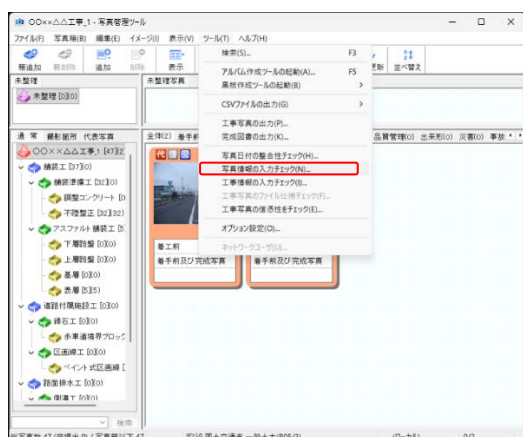 〇〇××△△工事_1 - 写真管理ツール
ファイル(F) 写真帳(B) 編集(E) イメージ(I) 表示(V) ツール(T) ヘルプ(H)
箱追加 箱削除 追加 削除 表示 更新 並べ替え
検索(S)... F3
アルバム作成ツールの起動(A)... F5
黒板作成ツールの起動(B) >
CSVファイルの出力(G) >
工事写真の出力(P)...
完成図書の出力(K)...
写真日付の整合性チェック(H)...
写真情報の入力チェック(N)...
工事情報の入力チェック(I)...
工事写真のファイル仕様チェック(F)...
工事写真の信憑性をチェック(E)...
オプション設定(O)...
ネットワークユーザ(U)...
未整理
未整理 [0](0)
未整理写真
通 常 撮影箇所 代表写真
〇〇××△△工事_1 [47](2
舗装工 [37](0)
舗装準備工 [32](0)
調整コンクリート [0
不陸整正 [32](32)
アスファルト舗装工 [5]
下層路盤 [0](0)
上層路盤 [0](0)
基層 [0](0)
表層 [5](5)
道路付属施設工 [0](0)
縁石工 [0](0)
歩車道境界ブロック
区画線工 [0](0)
ペイント式区画線 [
路面排水工 [0](0)
側溝工 [0](0)
検索
全体(2) 着手前 品質管理(0) 出来形(0) 災害(0) 事故
着工前
着手前及び完成写真
着手前及び完成写真